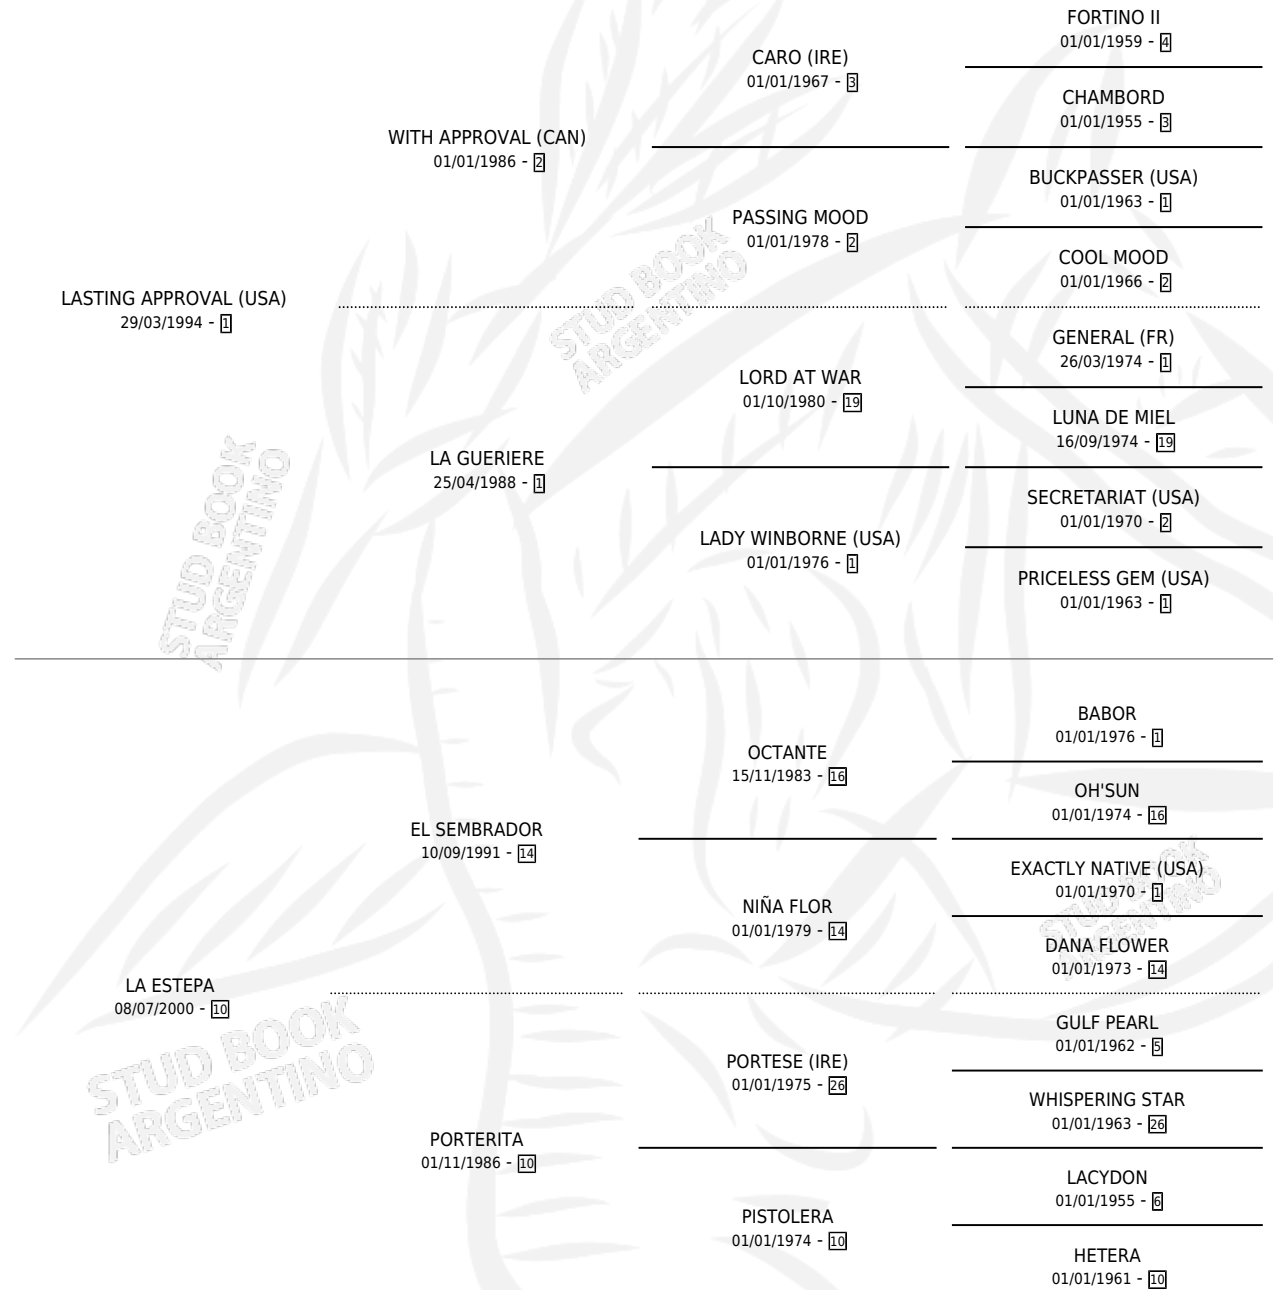 FORTINO II
01/01/1959 - 4
CARO (IRE)
01/01/1967 - 3
CHAMBORD
01/01/1955 - 3
WITH APPROVAL (CAN)
01/01/1986 - 2
BUCKPASSER (USA)
01/01/1963 - 1
PASSING MOOD
01/01/1978 - 2
COOL MOOD
01/01/1966 - 2
LASTING APPROVAL (USA)
29/03/1994 - 1
GENERAL (FR)
26/03/1974 - 1
LORD AT WAR
01/10/1980 - 19
LUNA DE MIEL
16/09/1974 - 19
LA GUERIERE
25/04/1988 - 1
SECRETARIAT (USA)
01/01/1970 - 2
LADY WINBORNE (USA)
01/01/1976 - 1
PRICELESS GEM (USA)
01/01/1963 - 1
STUD BOOK
ARGENTINO
STUD BOOK
ARGENTINO
BABOR
01/01/1976 - 1
OCTANTE
15/11/1983 - 16
OH'SUN
01/01/1974 - 16
EL SEMBRADOR
10/09/1991 - 14
EXACTLY NATIVE (USA)
01/01/1970 - 1
NIÑA FLOR
01/01/1979 - 14
DANA FLOWER
01/01/1973 - 14
LA ESTEPA
08/07/2000 - 10
GULF PEARL
01/01/1962 - 5
PORTESE (IRE)
01/01/1975 - 26
WHISPERING STAR
01/01/1963 - 26
PORTERITA
01/11/1986 - 10
LACYDON
01/01/1955 - 6
PISTOLERA
01/01/1974 - 10
HETERA
01/01/1961 - 10
STUD BOOK
ARGENTINO
STUD BOOK
ARGENTINO